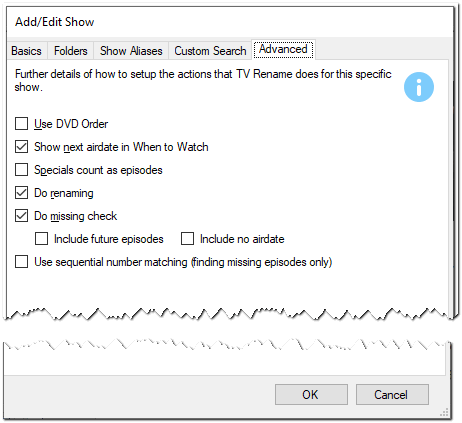 Add/Edit Show
Basics Folders Show Aliases Custom Search Advanced
Further details of how to setup the actions that TV Rename does for this specific
show.
Use DVD Order
Show next airdate in When to Watch
Specials count as episodes
Do renaming
Do missing check
Include future episodes Include no airdate
Use sequential number matching (finding missing episodes only)
OK Cancel